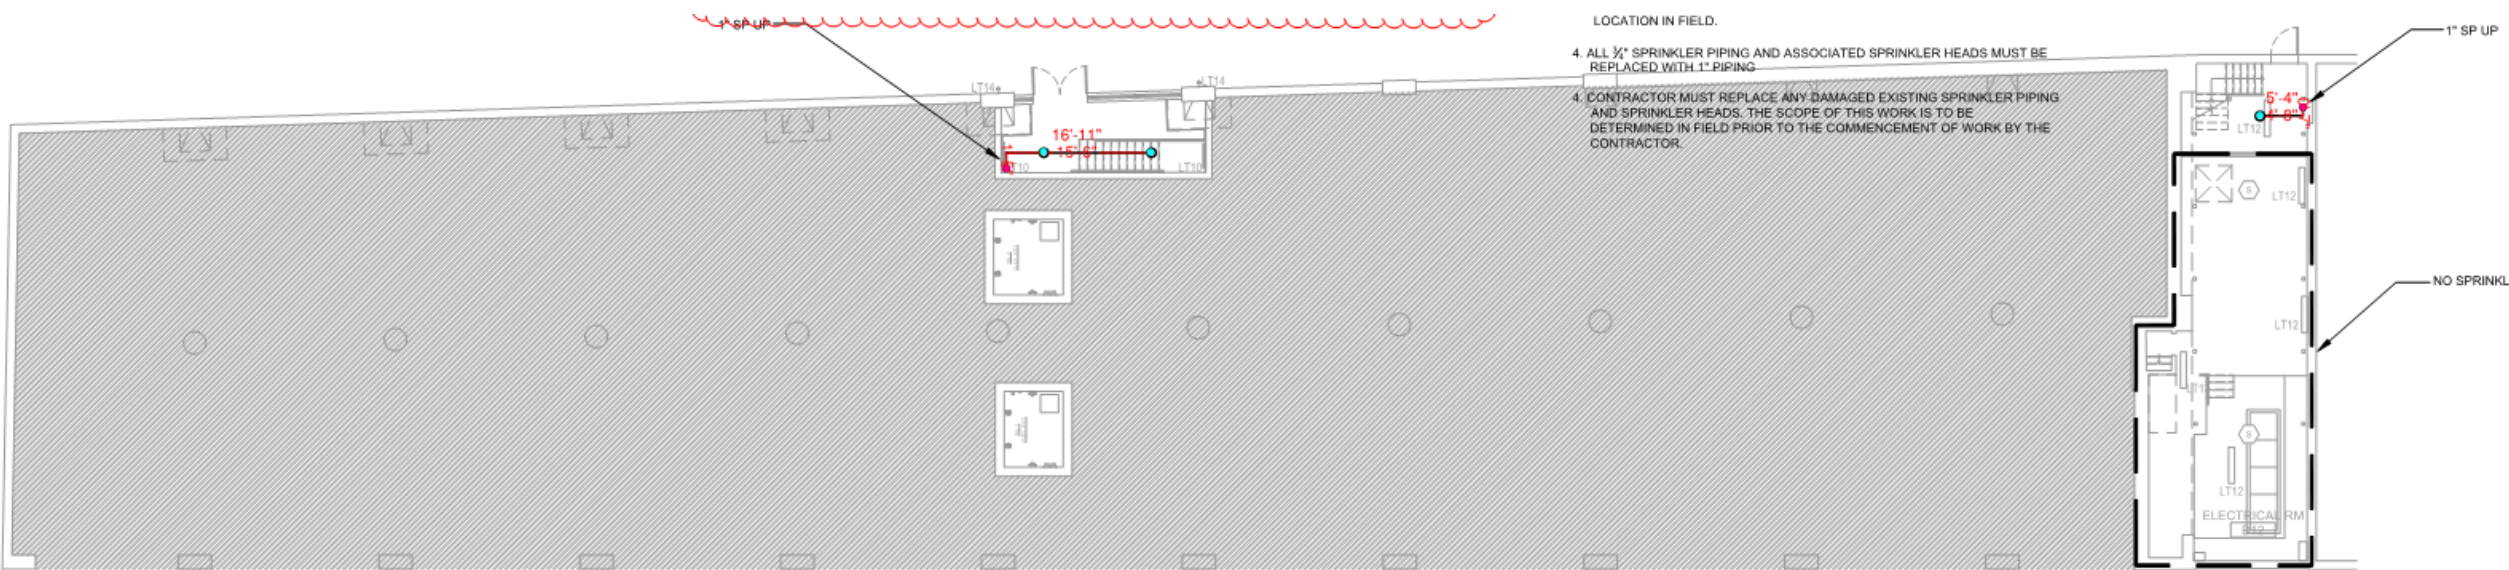 1" SP UP
LOCATION IN FIELD.
4. ALL ¾" SPRINKLER PIPING AND ASSOCIATED SPRINKLER HEADS MUST BE
REPLACED WITH 1" PIPING
4. CONTRACTOR MUST REPLACE ANY DAMAGED EXISTING SPRINKLER PIPING
AND SPRINKLER HEADS. THE SCOPE OF THIS WORK IS TO BE
DETERMINED IN FIELD PRIOR TO THE COMMENCEMENT OF WORK BY THE
CONTRACTOR.
1" SP UP
LT14
LT14
16'-11"
15'-6"
LT10
LT10
5'-4"
4'-8"
LT12
S
LT12
NO SPRINKL
LT12
S
LT12
ELECTRICAL RM